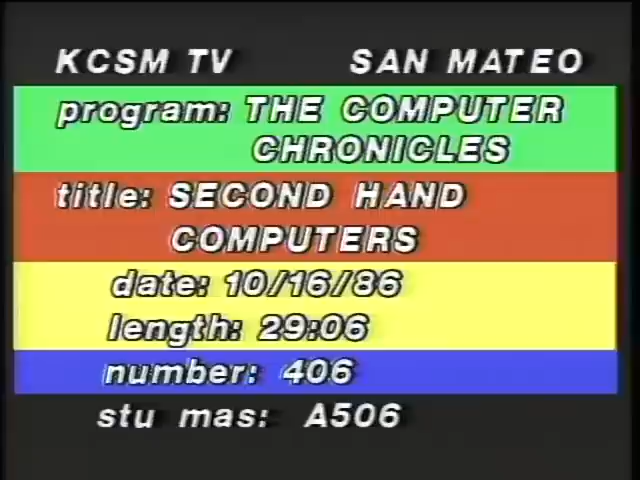 KCSM TV SAN MATEO
program: THE COMPUTER
CHRONICLES
title: SECOND HAND
COMPUTERS
date: 10/16/86
length: 29:06
number: 406
stu mas: A506